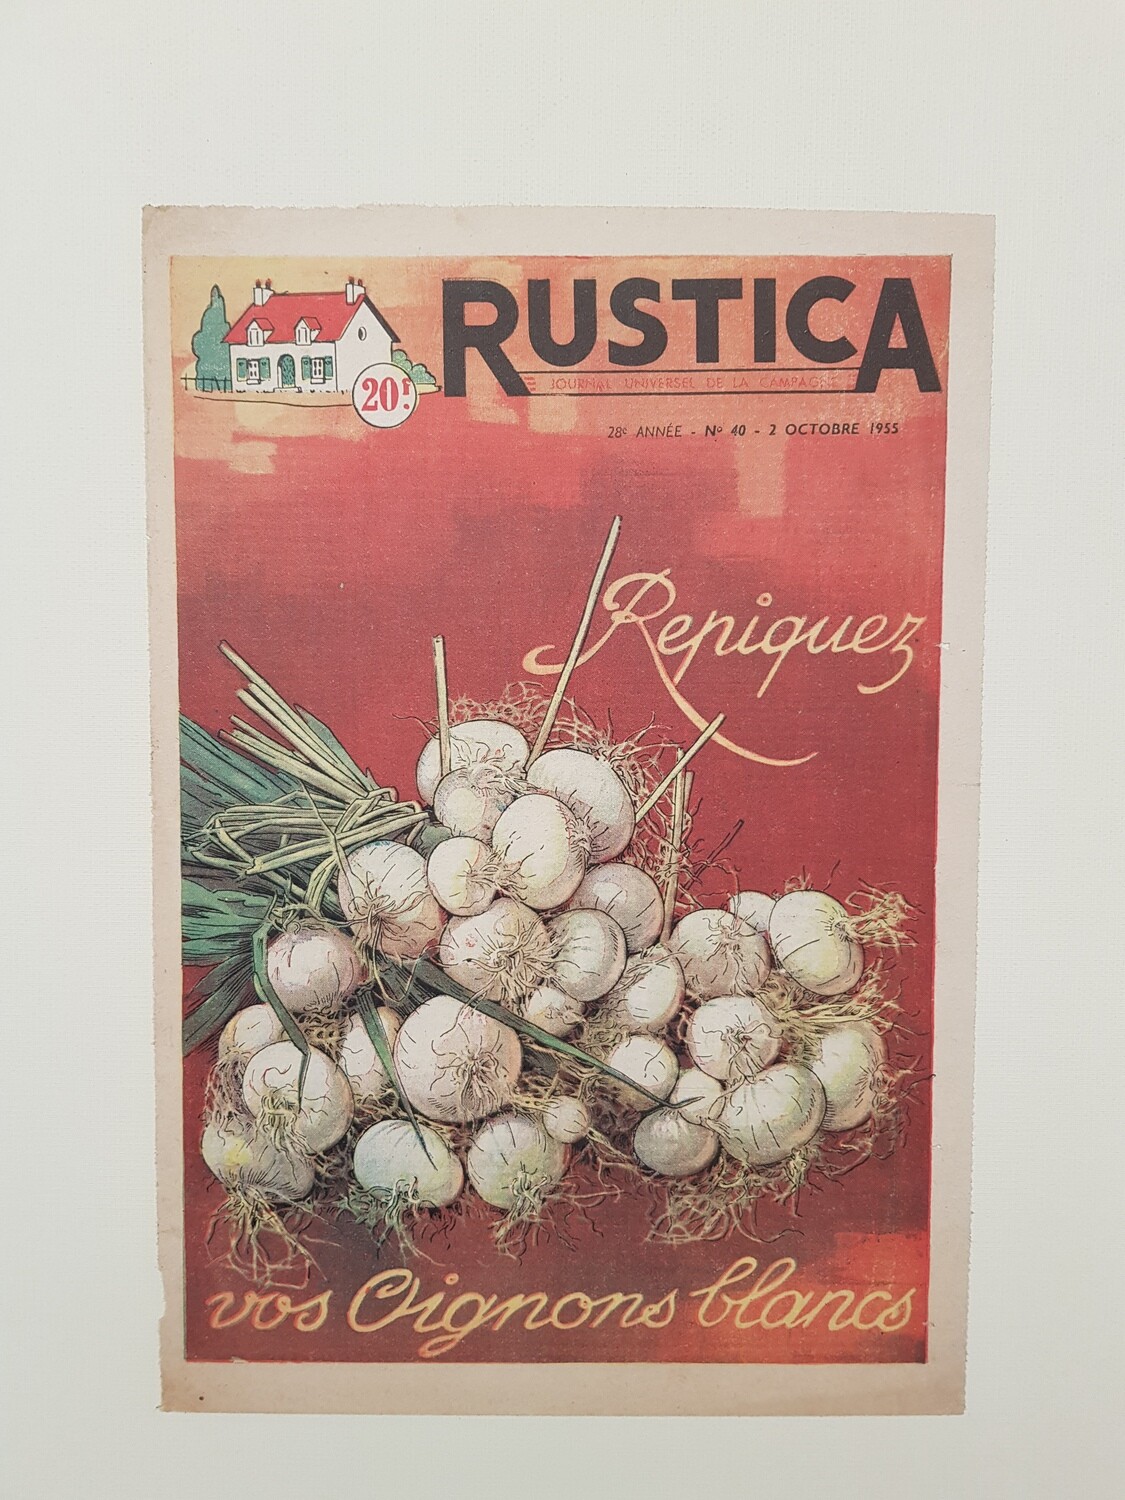 RUSTICA
JOURNAL UNIVERSEL DE LA CAMPAGNE
20f.
28e ANNÉE - No 40 - 2 OCTOBRE 1955
Repiquez
vos Oignons blancs